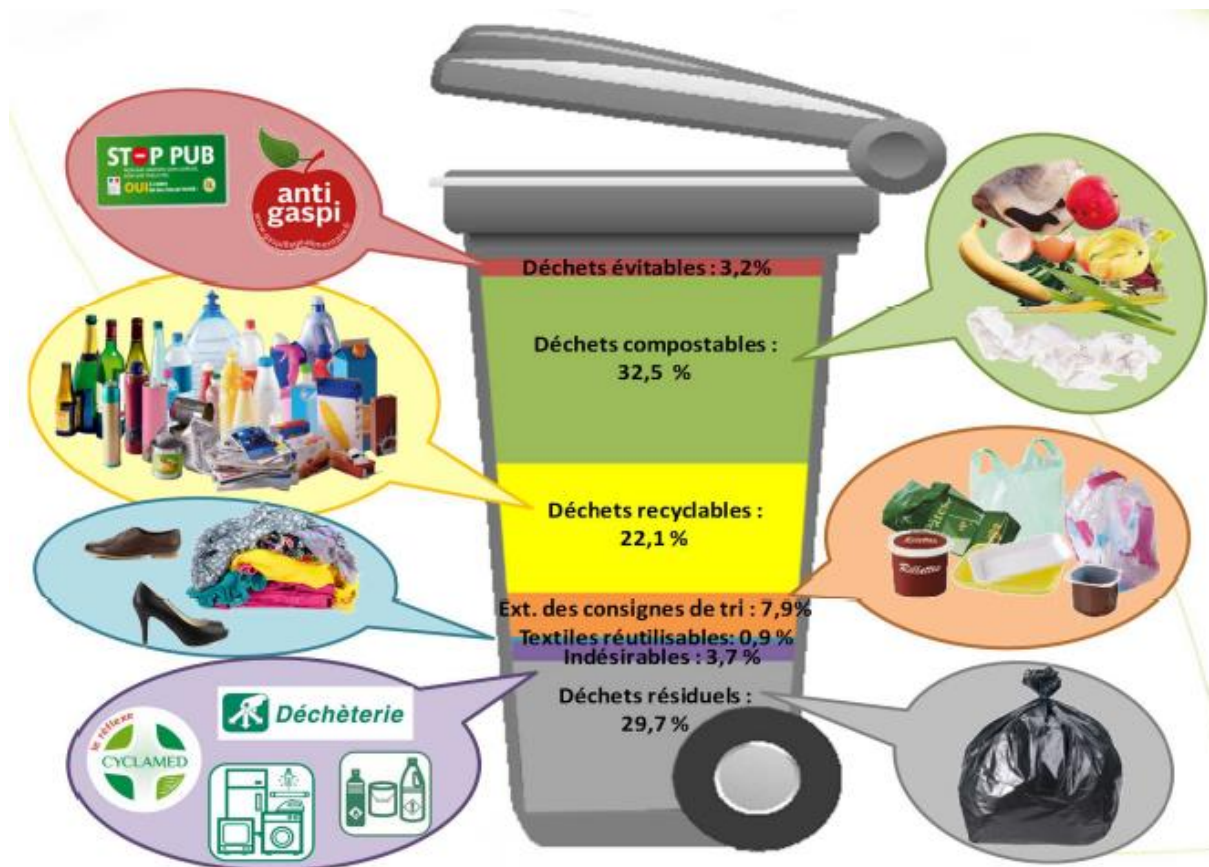 STOP PUB
OUI
anti
gaspi
Déchets évitables : 3,2%
Déchets compostables :
32,5 %
Déchets recyclables :
22,1 %
Ext. des consignes de tri : 7,9%
Rillettes
Textiles réutilisables: 0,9 %
Indésirables : 3,7 %
Déchets résiduels :
29,7 %
Déchèterie
le réflexe
CYCLAMED